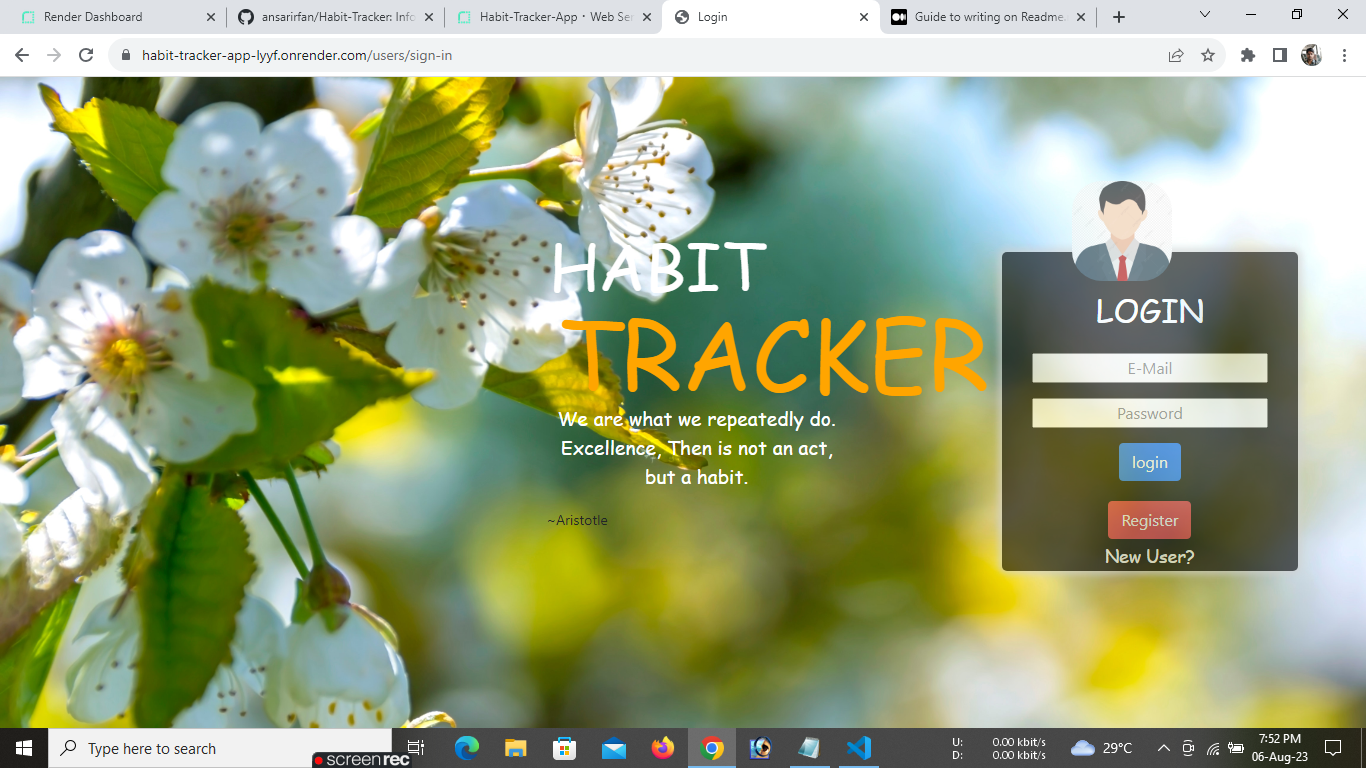 Render Dashboard
ansarirfan/Habit-Tracker: Info
Habit-Tracker-App · Web Ser
Login
Guide to writing on Readme.
habit-tracker-app-lyyf.onrender.com/users/sign-in
HABIT
TRACKER
We are what we repeatedly do.
Excellence, Then is not an act,
but a habit.
~Aristotle
LOGIN
E-Mail
Password
login
Register
New User?
Type here to search
screenrec
U: 0.00 kbit/s
D: 0.00 kbit/s
29°C
7:52 PM
06-Aug-23